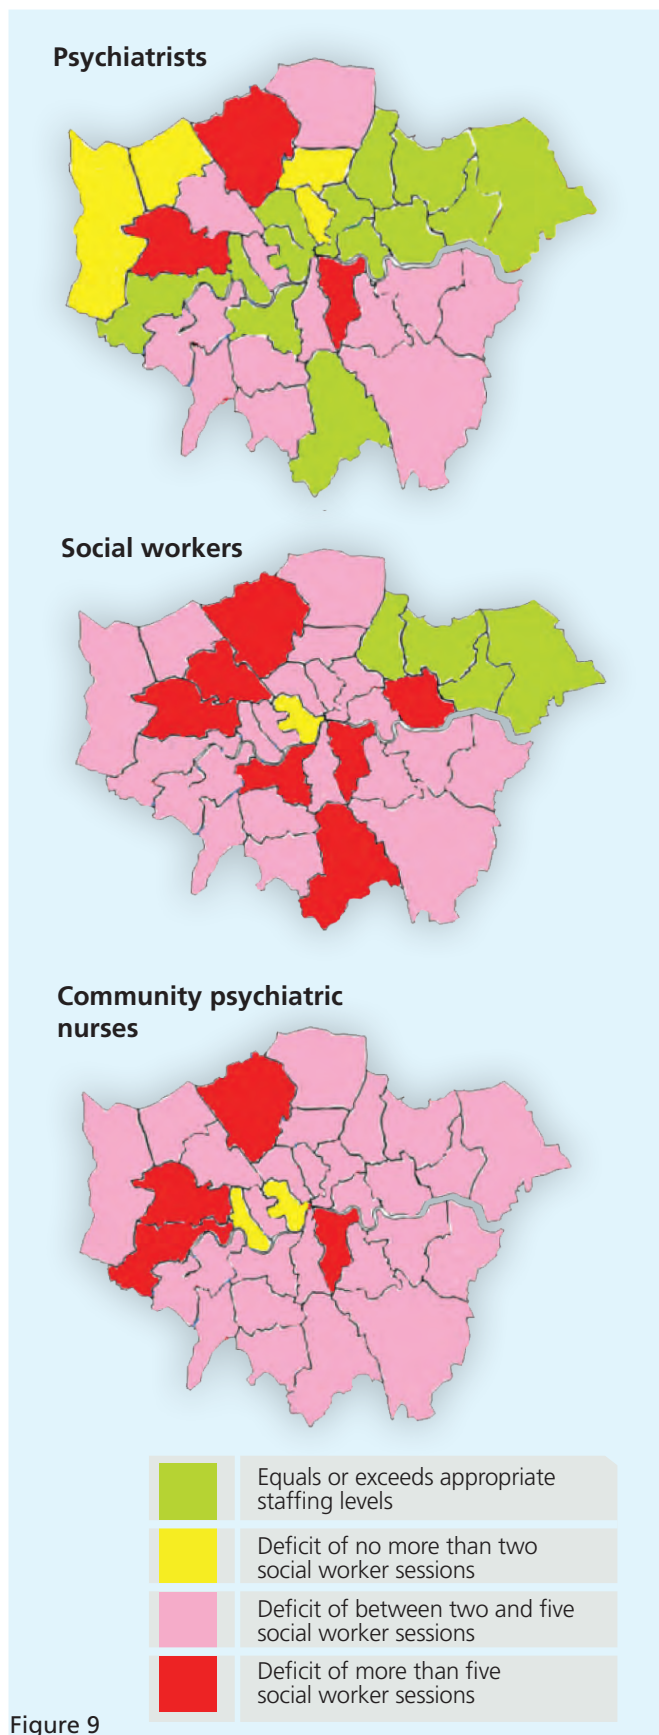 Psychiatrists
Social workers
Community psychiatric
nurses
Equals or exceeds appropriate
staffing levels
Deficit of no more than two
social worker sessions
Deficit of between two and five
social worker sessions
Deficit of more than five
social worker sessions
Figure 9